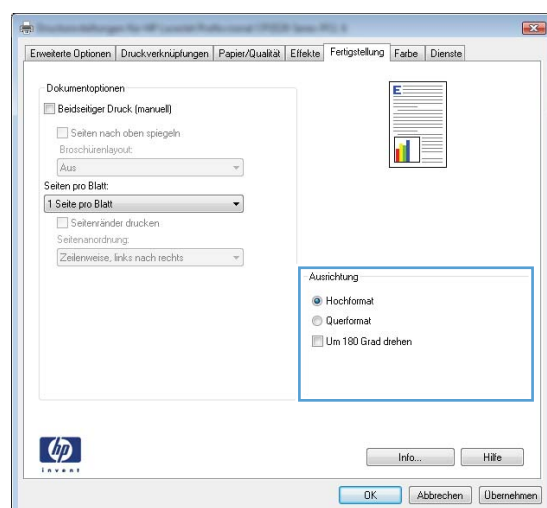 Erweiterte Optionen Druckverknüpfungen Papier/Qualität Effekte Fertigstellung Farbe Dienste
Dokumentoptionen
Beidseitiger Druck (manuell)
Seiten nach oben spiegeln
Broschürenlayout:
Aus
Seiten pro Blatt:
1 Seite pro Blatt
Seitenränder drucken
Seitenanordnung:
Zeilenweise, links nach rechts
E
Ausrichtung
Hochformat
Querformat
Um 180 Grad drehen
hp
invent
Info... Hilfe
OK Abbrechen Übernehmen